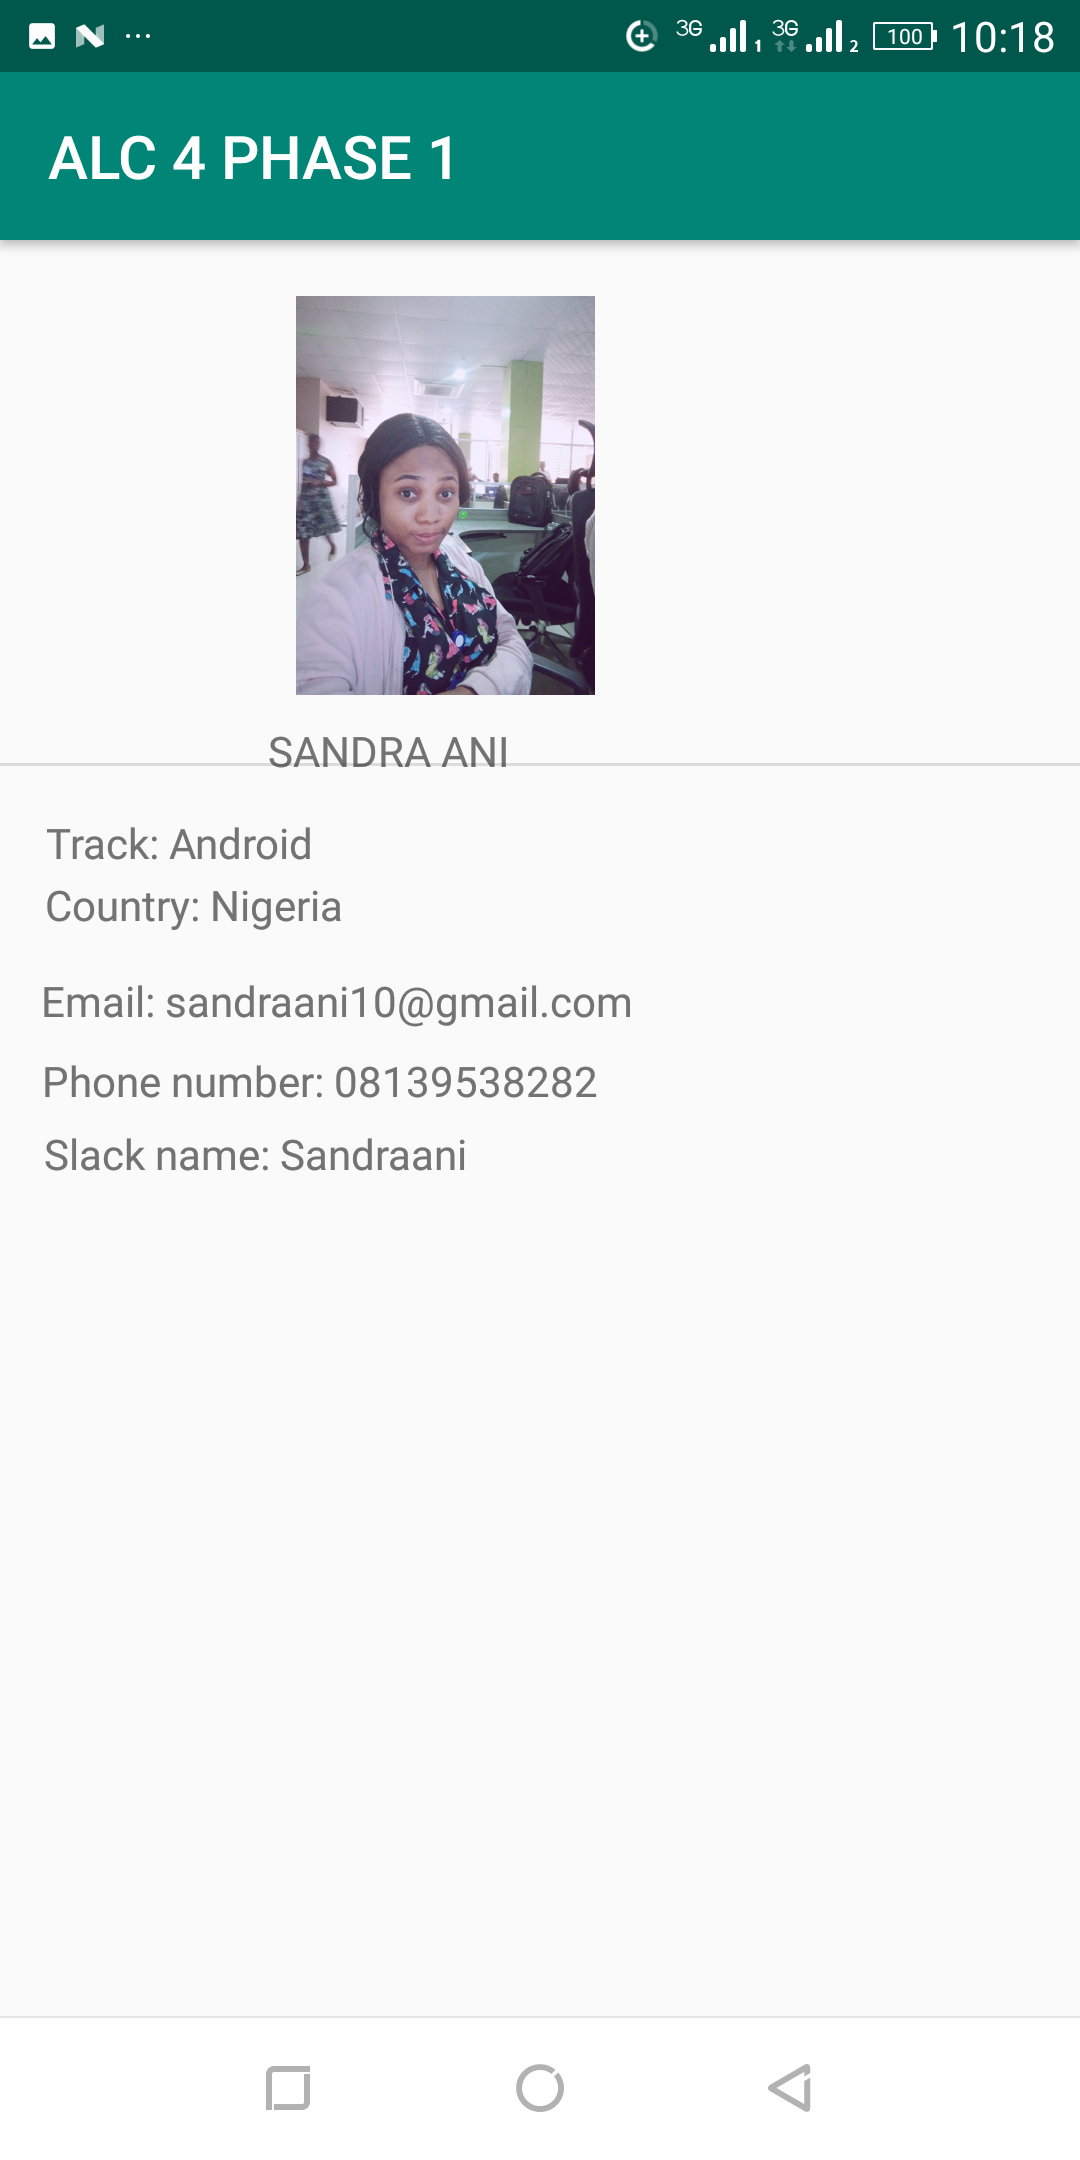 3G 1 3G 2 100 10:18
ALC 4 PHASE 1
SANDRA ANI
Track: Android
Country: Nigeria
Email: sandraani10@gmail.com
Phone number: 08139538282
Slack name: Sandraani